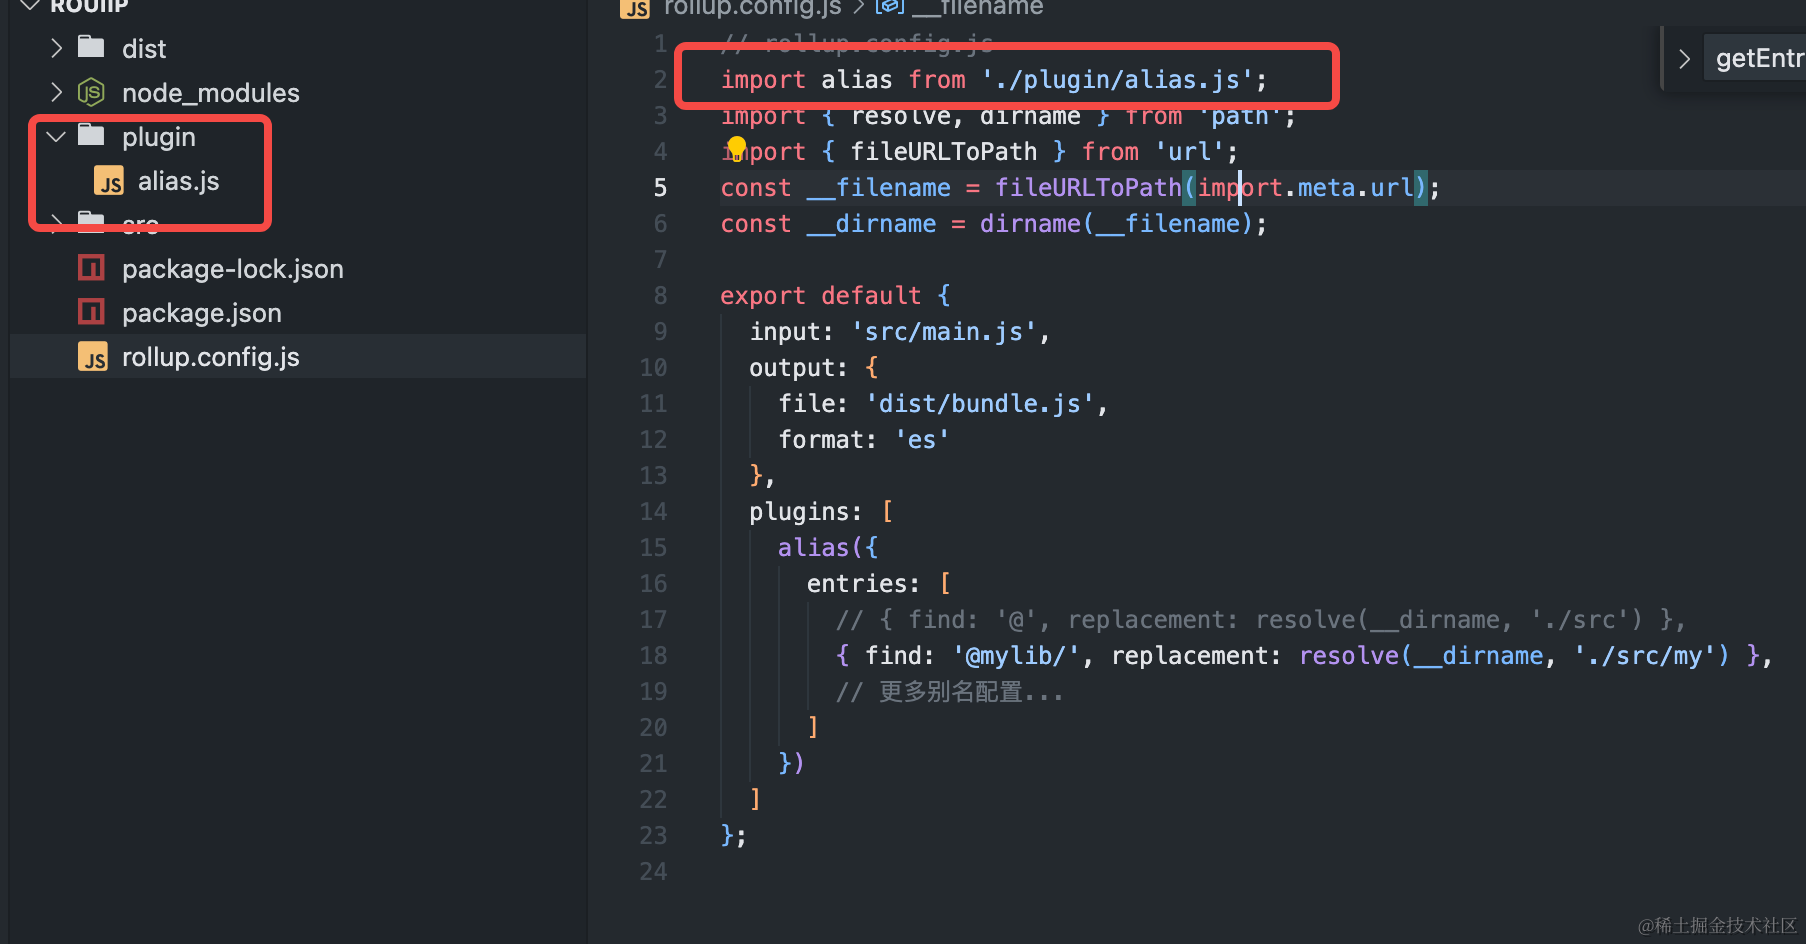 ROUIIP
dist
node_modules
plugin
alias.js
src
package-lock.json
package.json
rollup.config.js
rollup.config.js > __filename
getEntr
1 // rollup.config.js
2 import alias from './plugin/alias.js';
3 import { resolve, dirname } from 'path';
4 import { fileURLToPath } from 'url';
5 const __filename = fileURLToPath(import.meta.url);
6 const __dirname = dirname(__filename);
7
8 export default {
9 input: 'src/main.js',
10 output: {
11 file: 'dist/bundle.js',
12 format: 'es'
13 },
14 plugins: [
15 alias({
16 entries: [
17 // { find: '@', replacement: resolve(__dirname, './src') },
18 { find: '@mylib/', replacement: resolve(__dirname, './src/my') },
19 // 更多别名配置...
20 ]
21 })
22 ]
23 };
24
@稀土掘金技术社区